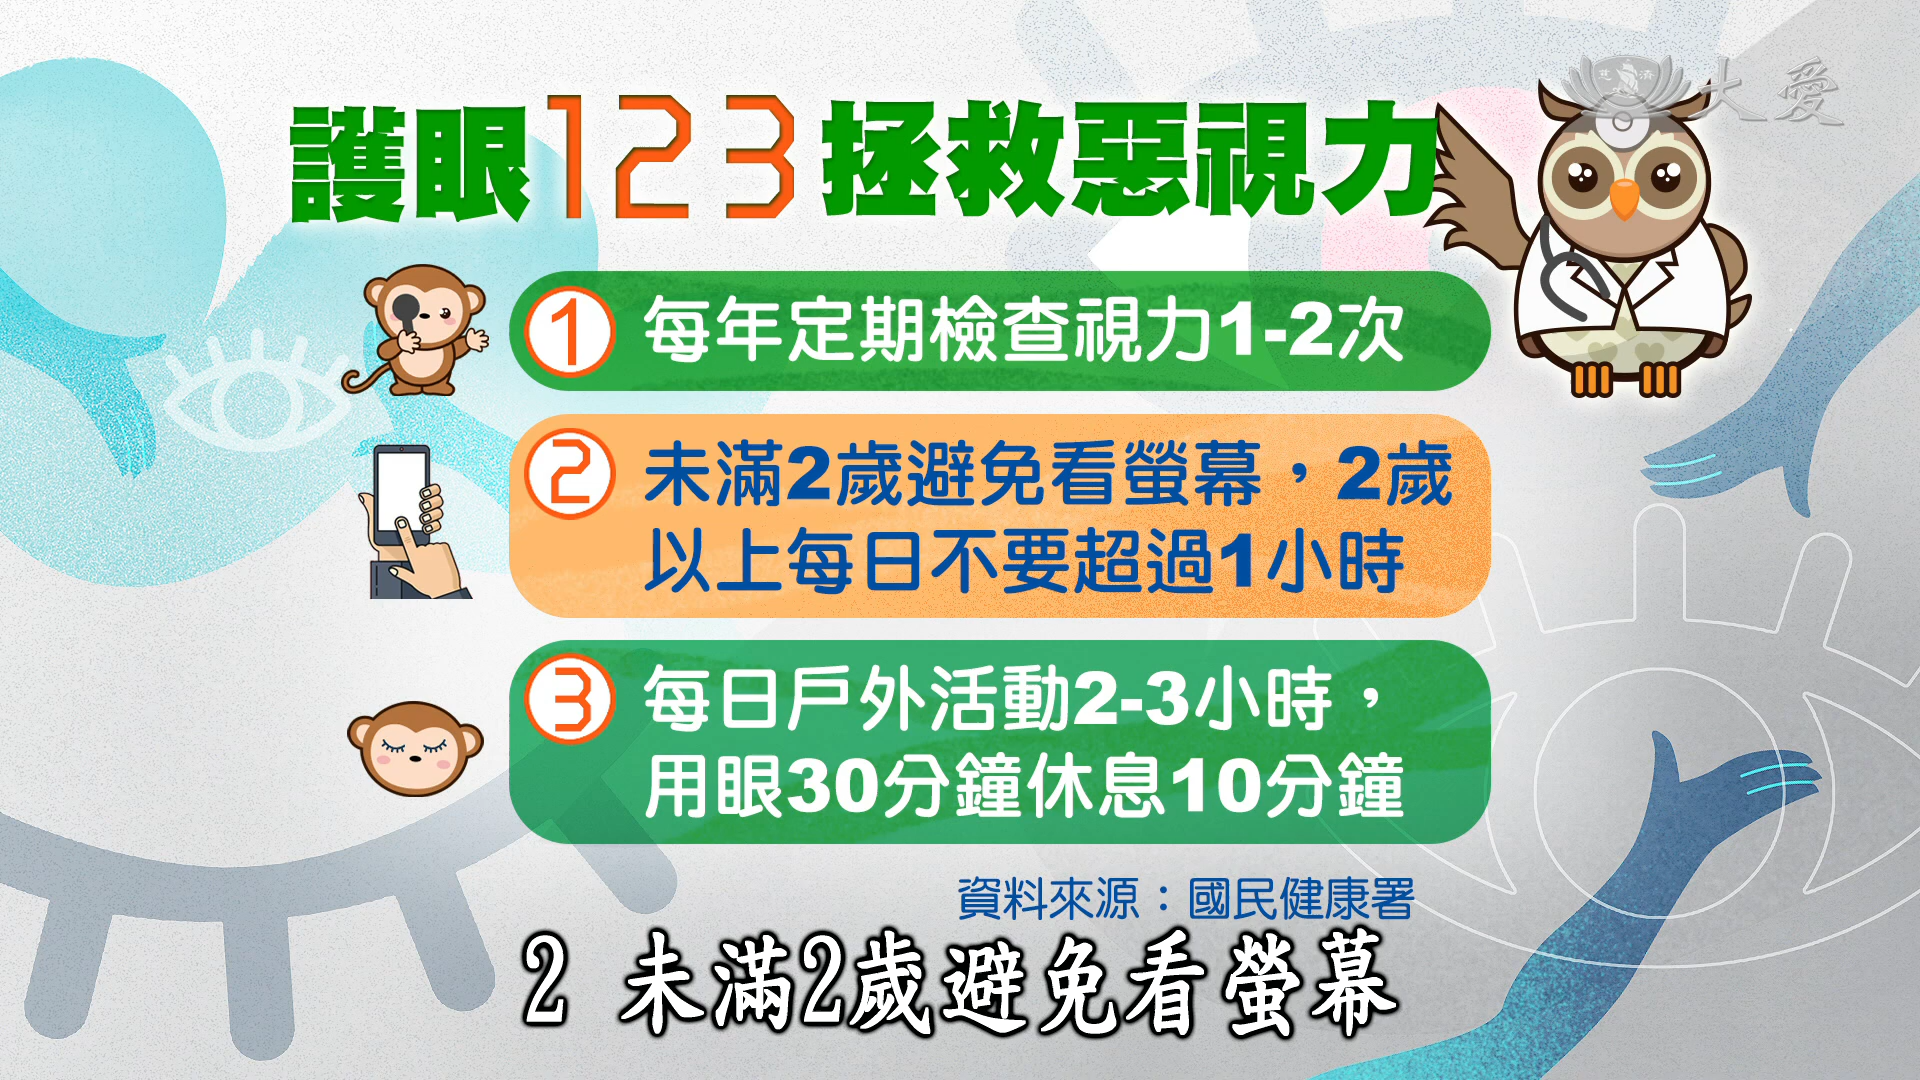 慈濟 大愛
護眼123拯救惡視力
1 每年定期檢查視力1-2次
2 未滿2歲避免看螢幕，2歲
以上每日不要超過1小時
3 每日戶外活動2-3小時，
用眼30分鐘休息10分鐘
資料來源：國民健康署
2 未滿2歲避免看螢幕